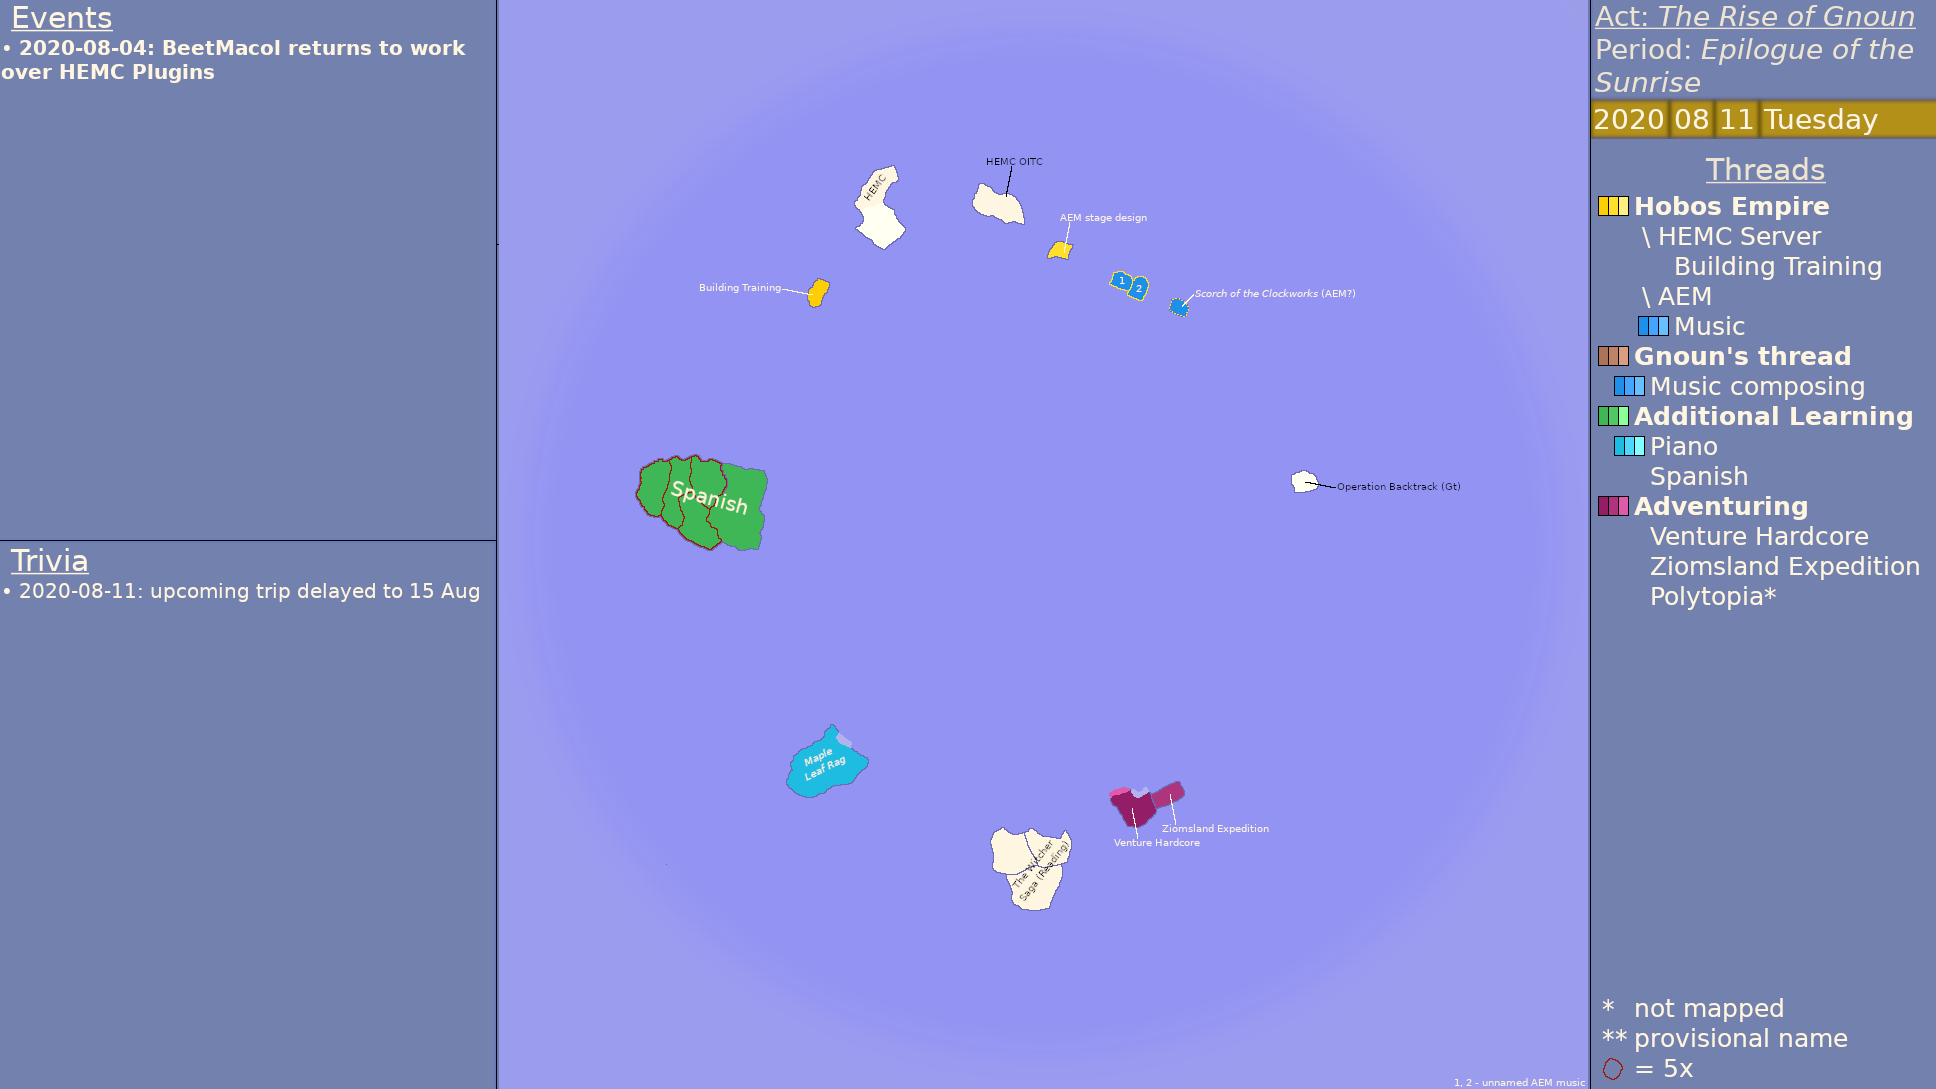 Events
• 2020-08-04: BeetMacol returns to work
over HEMC Plugins
Trivia
• 2020-08-11: upcoming trip delayed to 15 Aug
HEMC
HEMC OITC
AEM stage design
Building Training
1
2
Scorch of the Clockworks (AEM?)
Spanish
Operation Backtrack (Gt)
Maple
Leaf Rag
Ziomsland Expedition
Venture Hardcore
The Witcher
Saga (Reading)
1, 2 - unnamed AEM music
Act: The Rise of Gnoun
Period: Epilogue of the
Sunrise
2020 08 11 Tuesday
Threads
Hobos Empire
\ HEMC Server
Building Training
\ AEM
Music
Gnoun's thread
Music composing
Additional Learning
Piano
Spanish
Adventuring
Venture Hardcore
Ziomsland Expedition
Polytopia*
* not mapped
** provisional name
= 5x